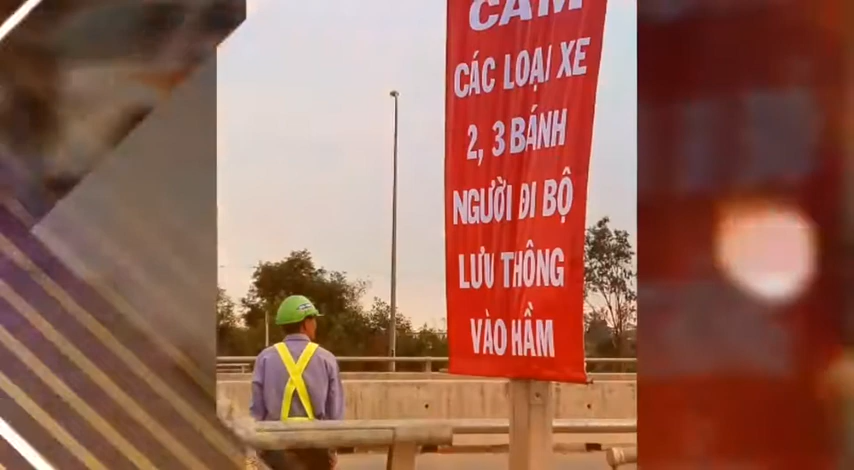 CẤM
CÁC LOẠI XE
2, 3 BÁNH
NGƯỜI ĐI BỘ
LƯU THÔNG
VÀO HẦM